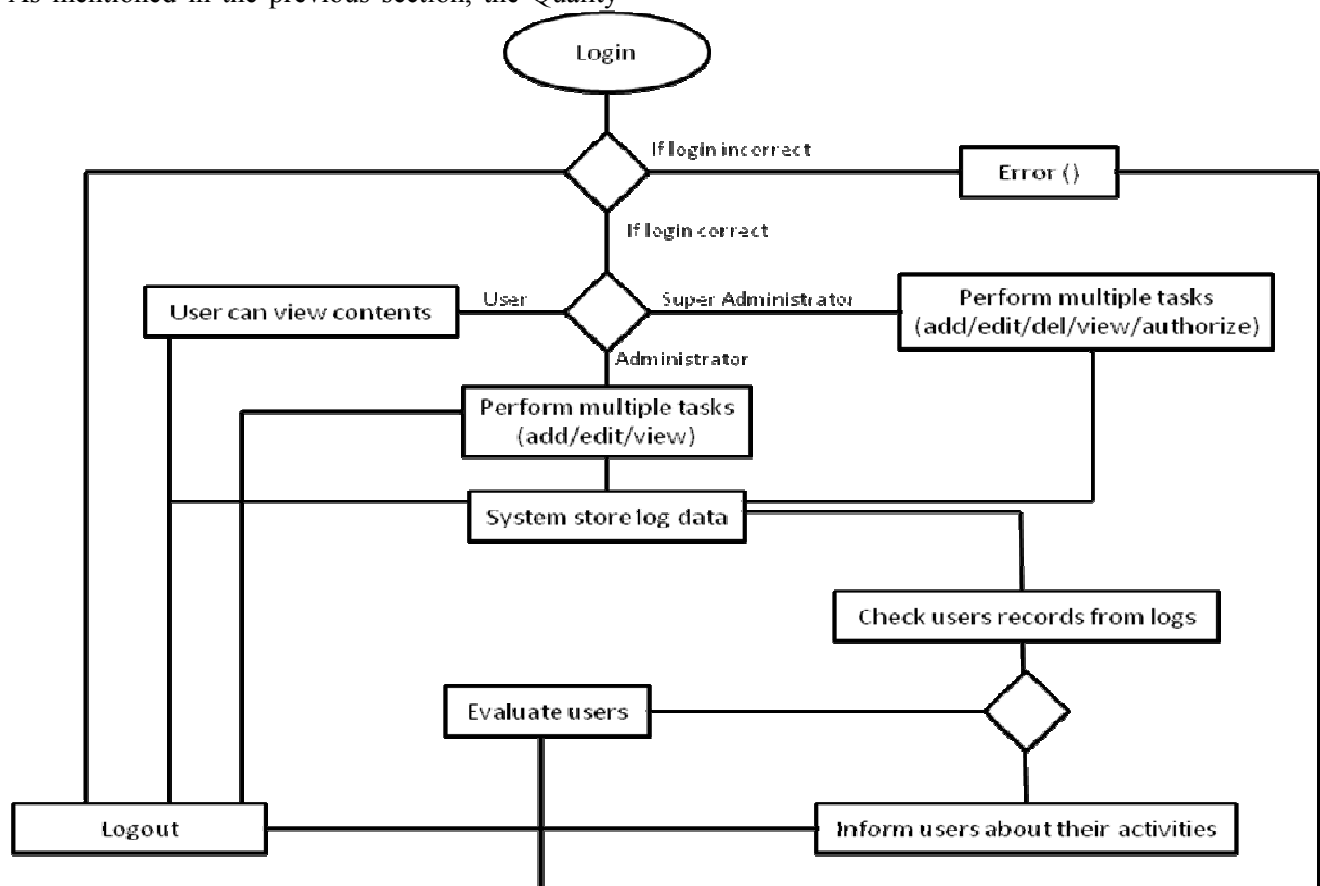 As mentioned in the previous section, the Quality
Login
If login incorrect
Error ()
If login correct
User can view contents
User
Super Administrator
Perform multiple tasks
(add/edit/del/view/authorize)
Administrator
Perform multiple tasks
(add/edit/view)
System store log data
Check users records from logs
Evaluate users
Logout
Inform users about their activities